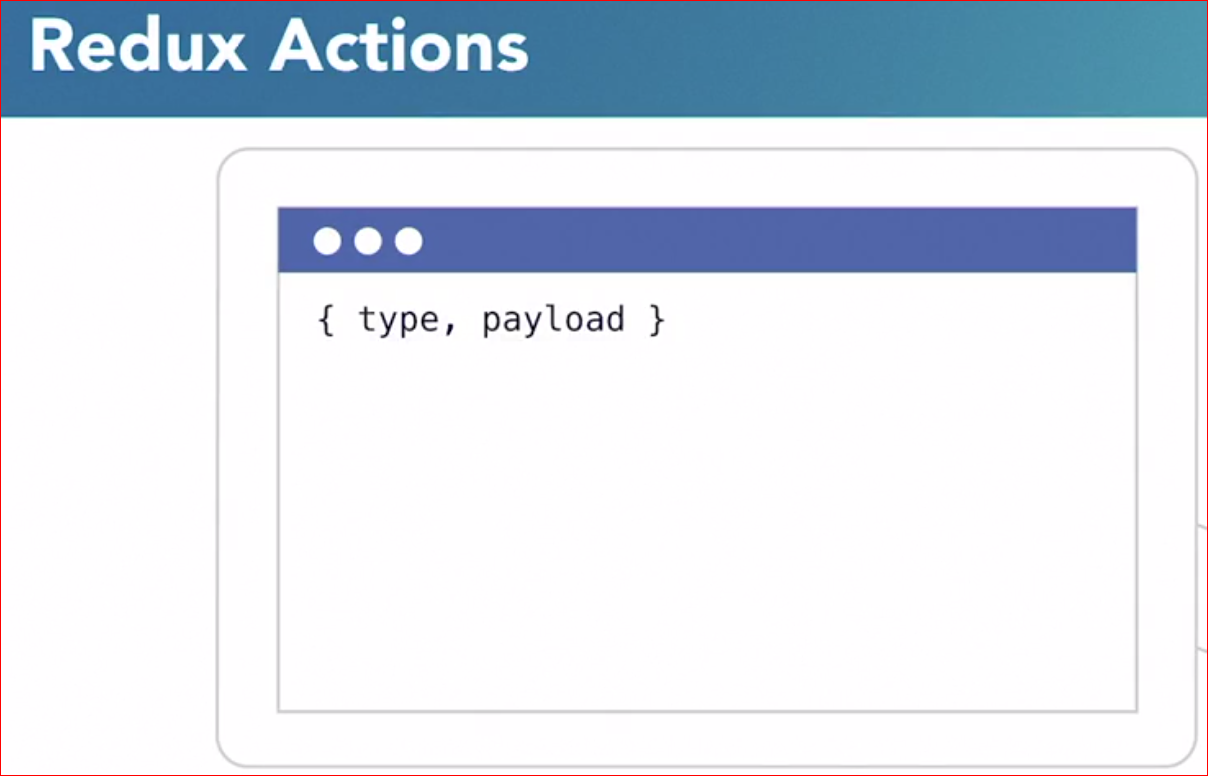 Redux Actions
{ type, payload }